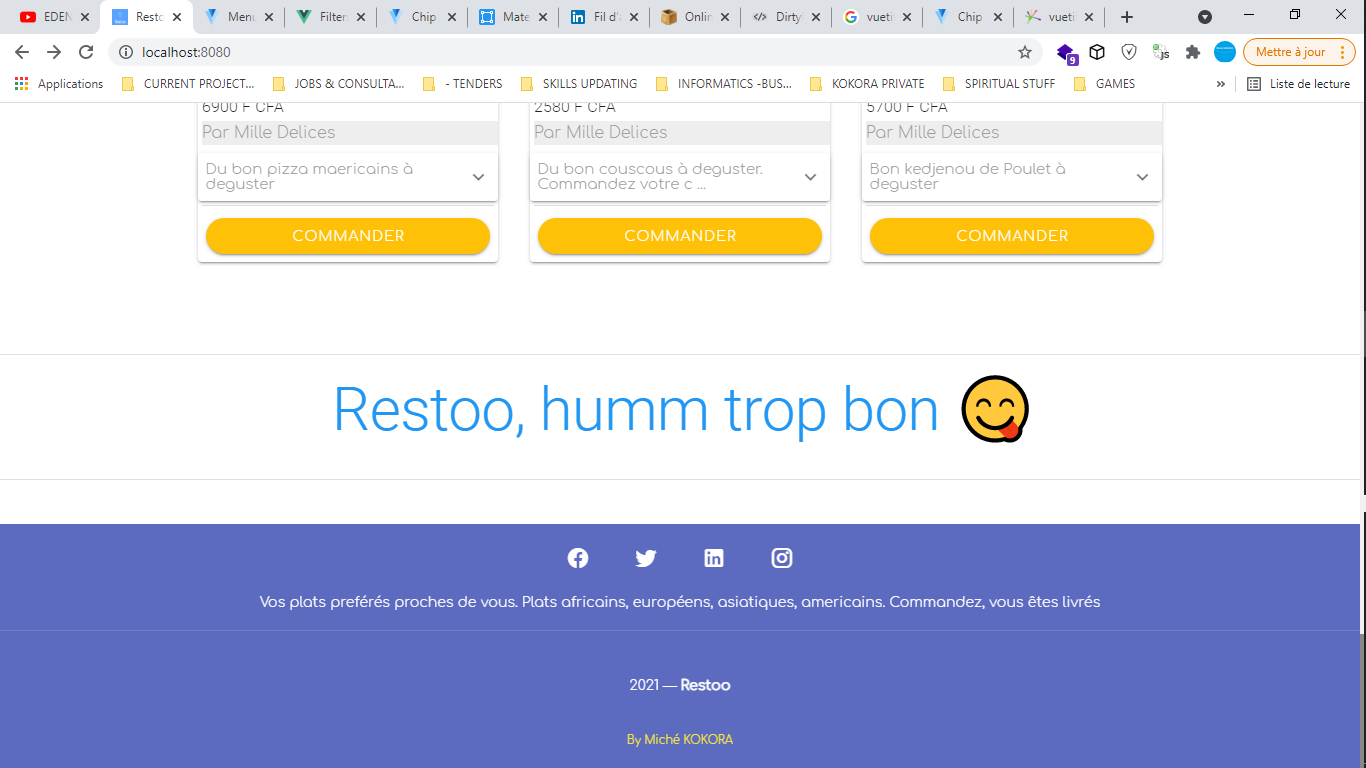 EDEN
Resto
Menu
Filter
Chip
Mate
Fil d'a
Onlin
Dirty
vueti
Chip
vueti
localhost:8080
9
JS
Mettre à jour
Applications
CURRENT PROJECT...
JOBS & CONSULTA...
- TENDERS
SKILLS UPDATING
INFORMATICS -BUS...
KOKORA PRIVATE
SPIRITUAL STUFF
GAMES
»
Liste de lecture
6900 F CFA
2580 F CFA
5700 F CFA
Par Mille Delices
Par Mille Delices
Par Mille Delices
Du bon pizza maericains à
deguster
Du bon couscous à deguster.
Commandez votre c ...
Bon kedjenou de Poulet à
deguster
COMMANDER
COMMANDER
COMMANDER
Restoo, humm trop bon 😋
Vos plats preférés proches de vous. Plats africains, européens, asiatiques, americains. Commandez, vous êtes livrés
2021 — Restoo
By Miché KOKORA